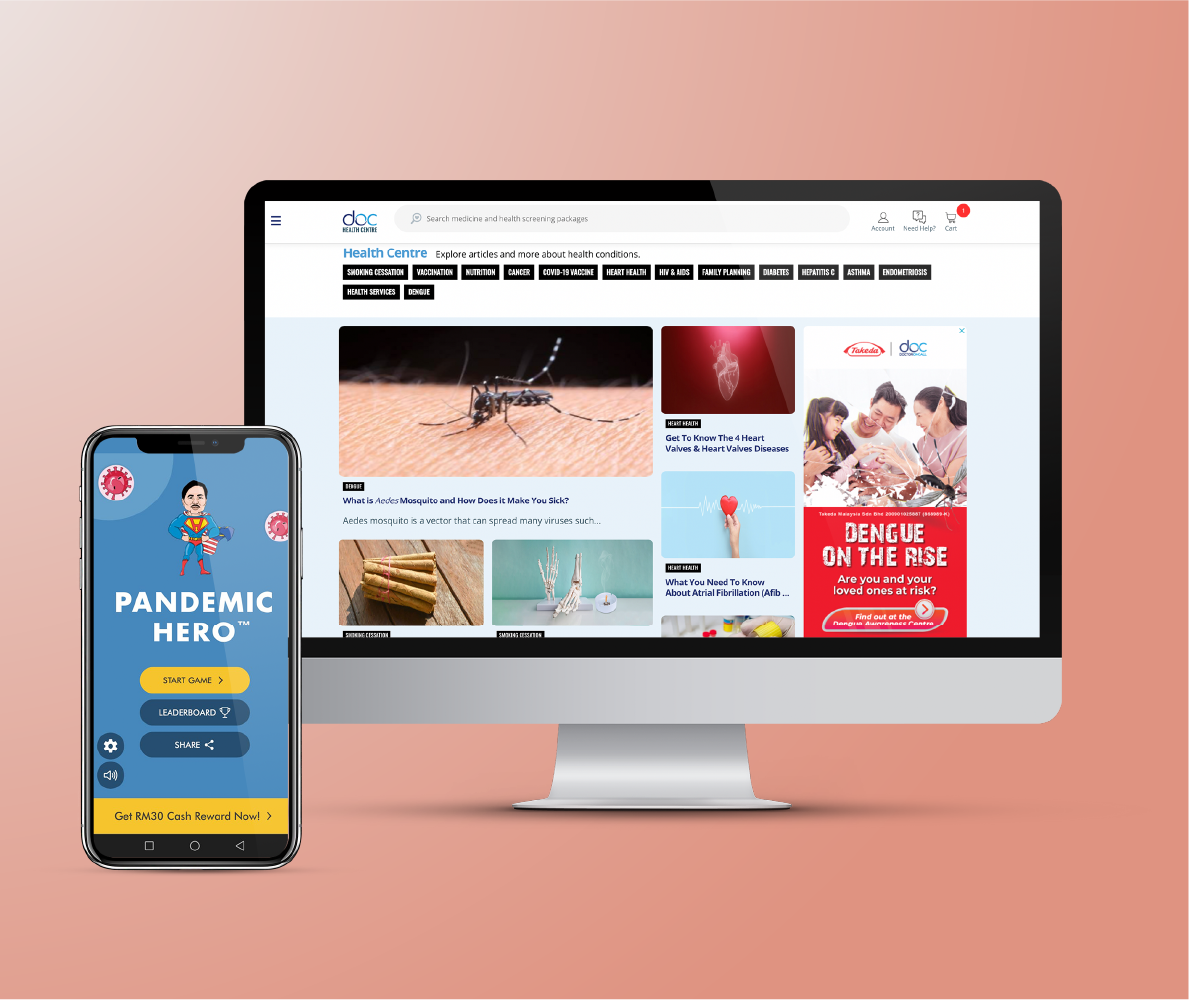 doc
HEALTH CENTRE
Search medicine and health screening packages
Account
Need Help?
Cart
1
Health Centre Explore articles and more about health conditions.
SMOKING CESSATION VACCINATION NUTRITION CANCER COVID-19 VACCINE HEART HEALTH HIV & AIDS FAMILY PLANNING DIABETES HEPATITIS C ASTHMA ENDOMETRIOSIS
HEALTH SERVICES DENGUE
DENGUE
What is Aedes Mosquito and How Does it Make You Sick?
Aedes mosquito is a vector that can spread many viruses such...
SMOKING CESSATION
SMOKING CESSATION
HEART HEALTH
Get To Know The 4 Heart
Valves & Heart Valves Diseases
HEART HEALTH
What You Need To Know
About Atrial Fibrillation (Afib ...
Takeda | doc
DOCTORONCALL
Takeda Malaysia Sdn Bhd
DENGUE
ON THE RISE
Are you and your
loved ones at risk?
Find out at the
Dengue Awareness Centre
PANDEMIC
HERO™
START GAME
LEADERBOARD
SHARE
Get RM30 Cash Reward Now!